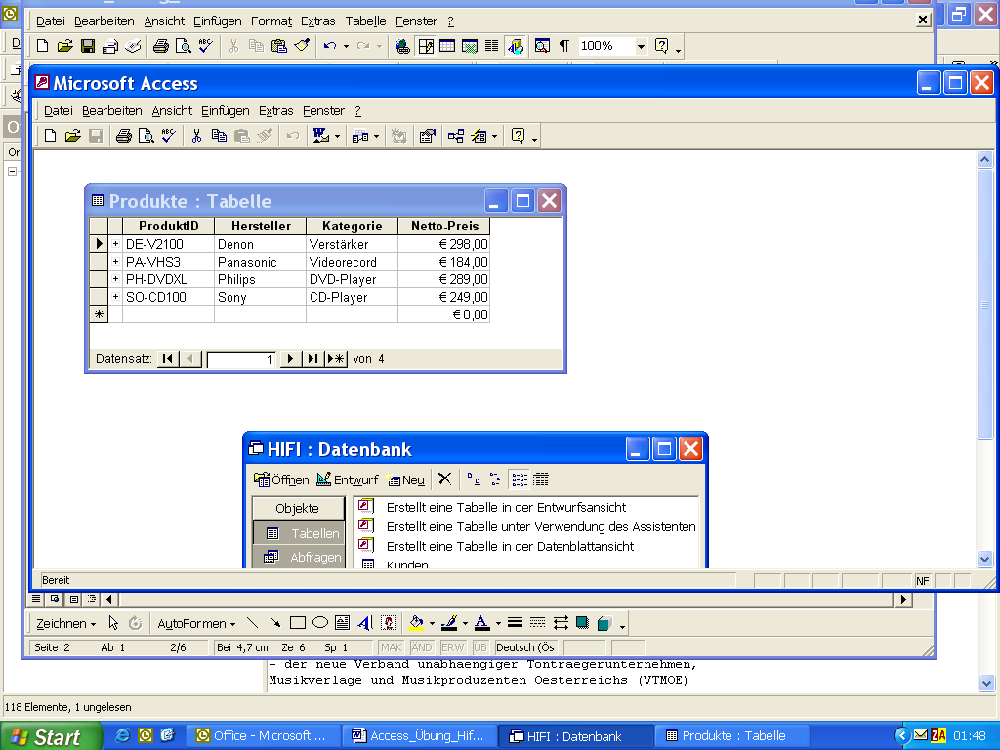 Datei Bearbeiten Ansicht Einfügen Format Extras Tabelle Fenster ?
100%
Microsoft Access
Datei Bearbeiten Ansicht Einfügen Extras Fenster ?
Produkte : Tabelle
ProduktID Hersteller Kategorie Netto-Preis
DE-V2100 Denon Verstärker € 298,00
PA-VHS3 Panasonic Videorecord € 184,00
PH-DVDXL Philips DVD-Player € 289,00
SO-CD100 Sony CD-Player € 249,00
€ 0,00
Datensatz: 1 von 4
HIFI : Datenbank
Öffnen Entwurf Neu
Objekte
Tabellen
Abfragen
Erstellt eine Tabelle in der Entwurfsansicht
Erstellt eine Tabelle unter Verwendung des Assistenten
Erstellt eine Tabelle in der Datenblattansicht
Kunden
Bereit NF
Zeichnen AutoFormen
Seite 2 Ab 1 2/6 Bei 4,7 cm Ze 6 Sp 1 MAK ÄND ERW ÜB Deutsch (Ös
- der neue Verband unabhaengiger Tontraegerunternehmen,
Musikverlage und Musikproduzenten Oesterreichs (VTMOE)
118 Elemente, 1 ungelesen
Start Office - Microsoft ... Access_Übung_Hif... HIFI : Datenbank Produkte : Tabelle ZA 01:48